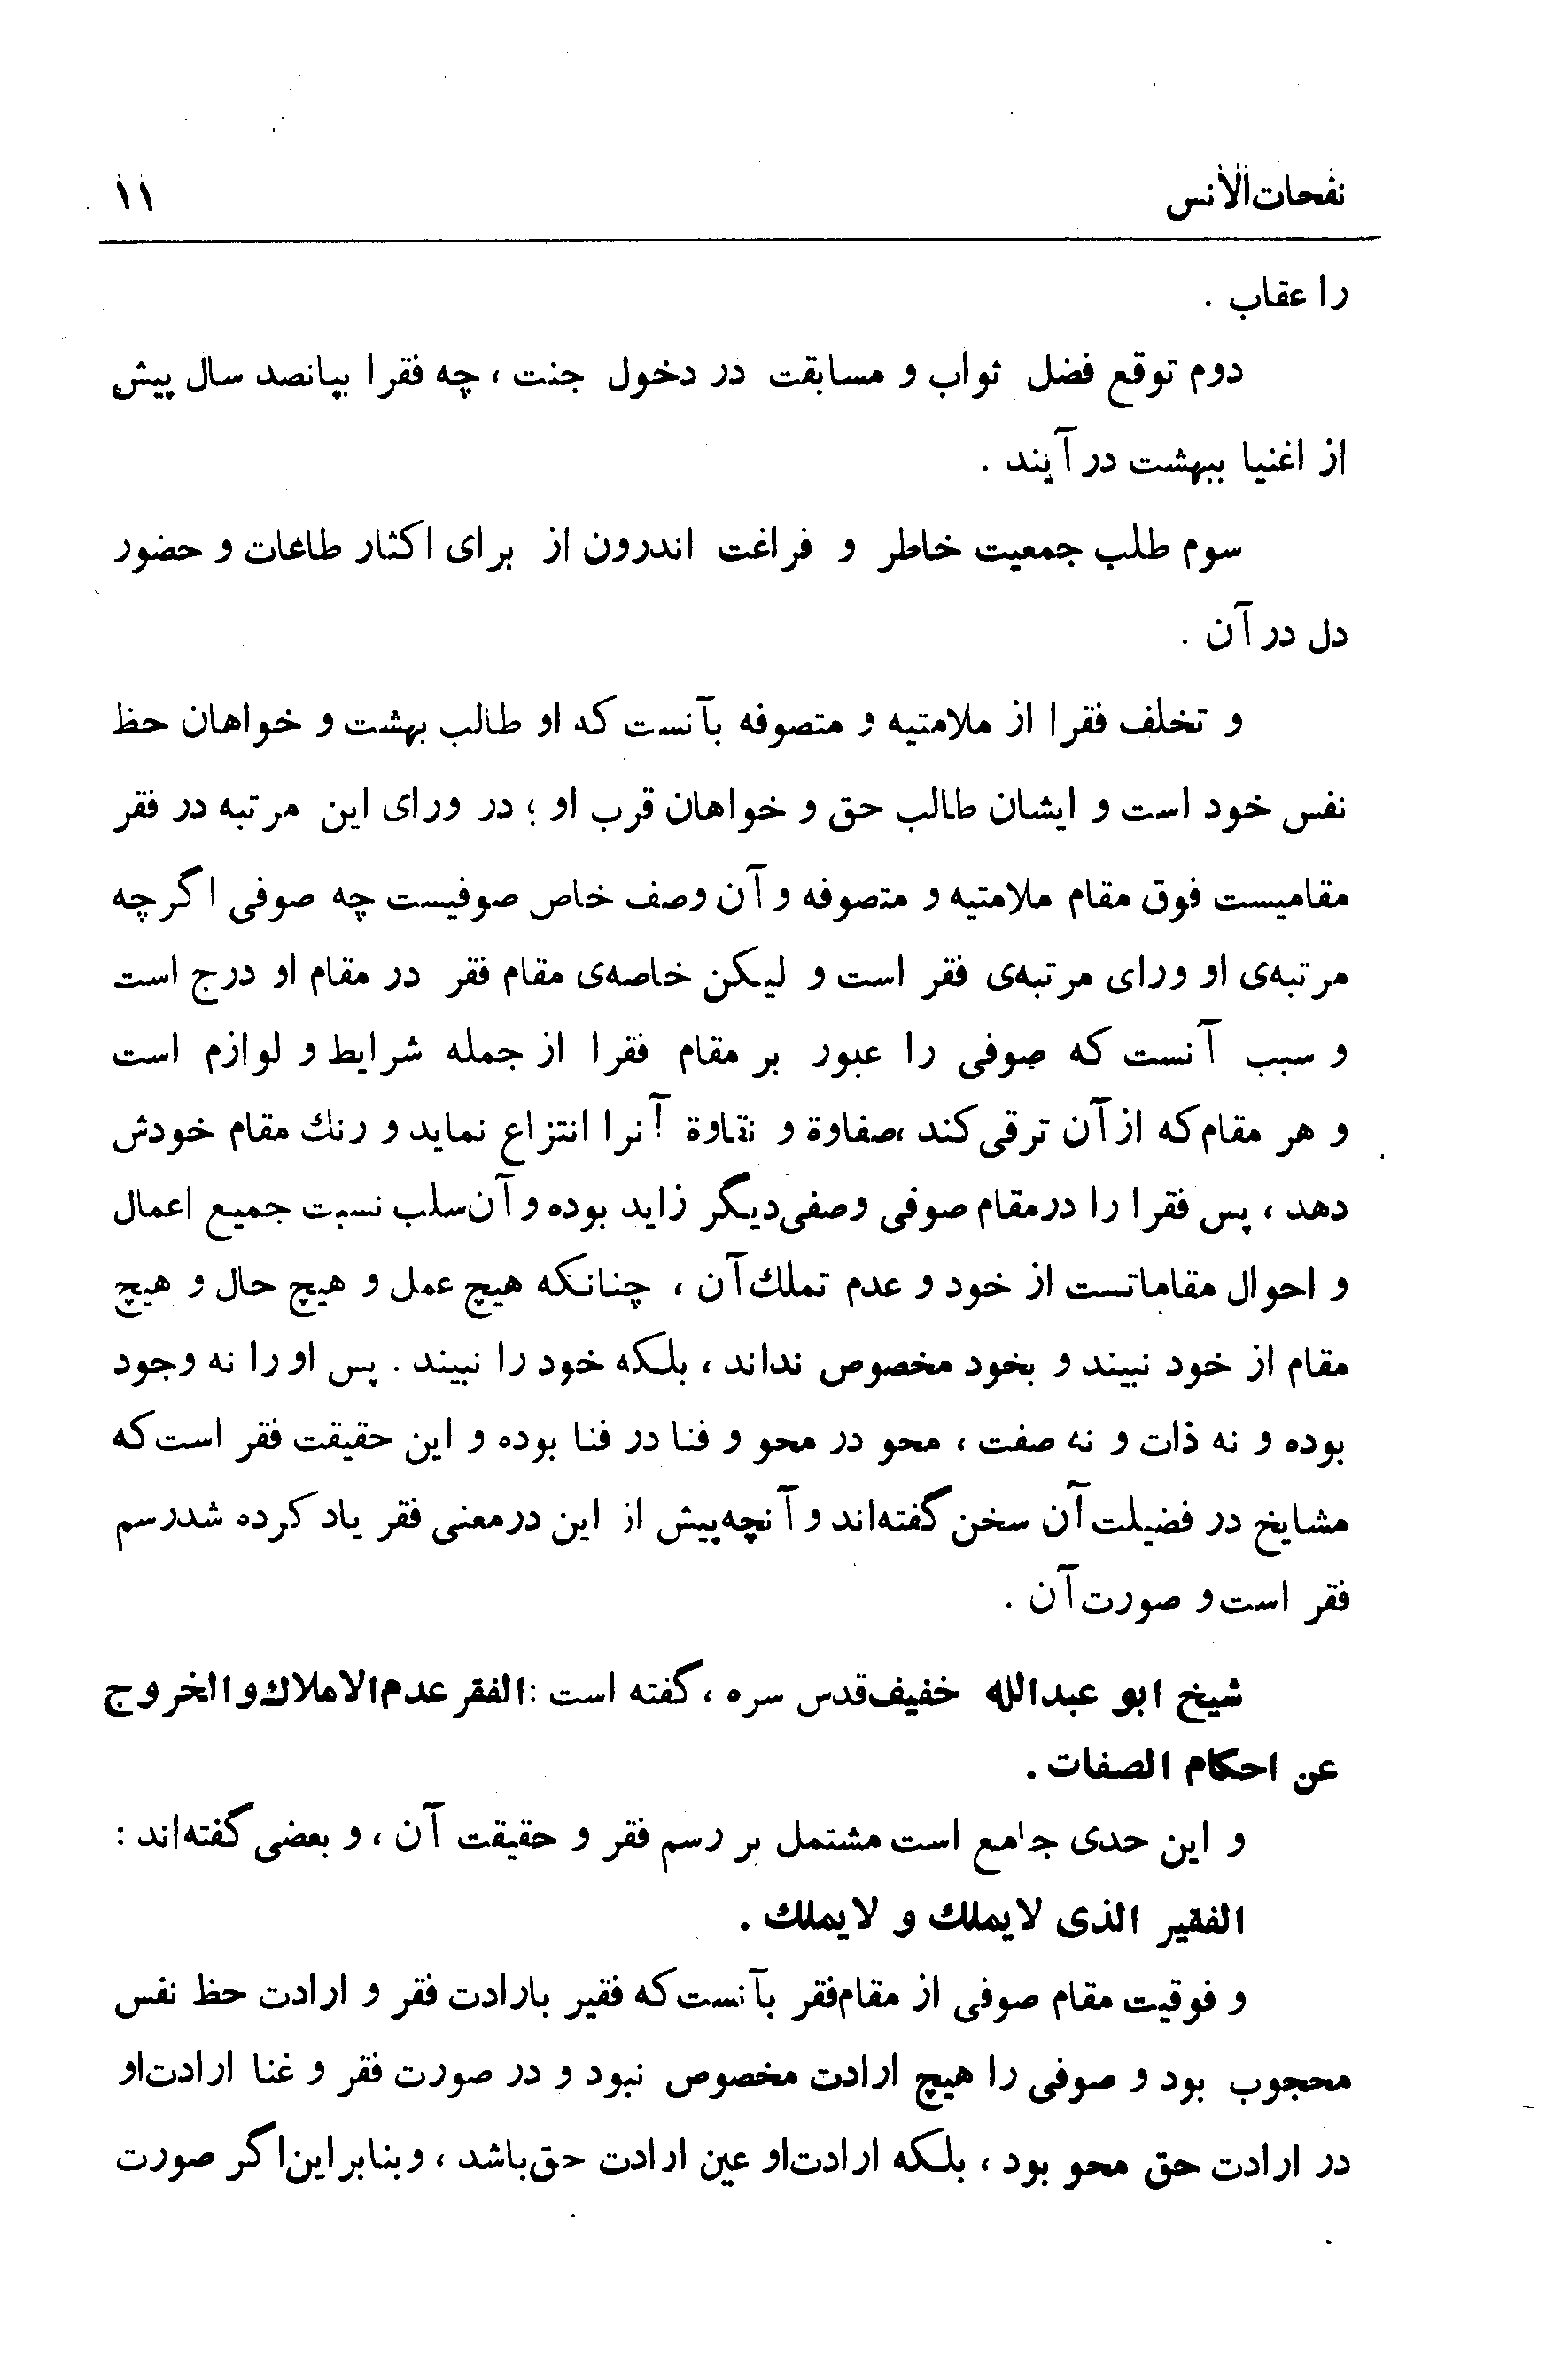 نفحات‌الأنس
۱۱
را عقاب .
دوم توقع فضل ثواب و مسابقت در دخول جنت ، چه فقرا بپانصد سال پیش
از اغنیا ببهشت درآیند .
سوم طلب جمعیت خاطر و فراغت اندرون از برای اکثار طاعات و حضور
دل درآن .
و تخلف فقرا از ملامتیه و متصوفه بآنست که او طالب بهشت و خواهان حظ
نفس خود است و ایشان طالب حق و خواهان قرب او ؛ در ورای این مرتبه در فقر
مقامیست فوق مقام ملامتیه و متصوفه و آن وصف خاص صوفیست چه صوفی اگرچه
مرتبه‌ی او ورای مرتبه‌ی فقر است و لیکن خاصه‌ی مقام فقر در مقام او درج است
و سبب آنست که صوفی را عبور بر مقام فقرا از جمله شرایط و لوازم است
و هر مقام‌که ازآن ترقی‌کند ،صفاوة و نقاوة آنرا انتزاع نماید و رنك مقام خودش
دهد ، پس فقرا را درمقام صوفی وصفی‌دیگر زاید بوده و آن‌سلب نسبت جمیع اعمال
و احوال مقاماتست از خود و عدم تملك‌آن ، چنانکه هیچ عمل و هیچ حال و هیچ
مقام از خود نبیند و بخود مخصوص نداند ، بلکه خود را نبیند . پس اورا نه وجود
بوده و نه ذات و نه صفت ، محو در محو و فنا در فنا بوده و این حقیقت فقر است‌که
مشایخ در فضیلت‌آن سخن گفته‌اند و آنچه‌پیش از این درمعنی فقر یاد کرده شدرسم
فقر است‌و صورت‌آن .
شیخ ابو عبدالله خفیف‌قدس سره ، گفته است :الفقر عدم‌الاملاك‌والخروج
عن احکام الصفات .
و این حدی جامع است مشتمل بر رسم فقر و حقیقت آن ، و بعضی گفته‌اند :
الفقیر الذی لایملك و لایملك .
و فوقیت مقام صوفی از مقام‌فقر بآنست‌که فقیر بارادت فقر و ارادت حظ نفس
محجوب بود و صوفی را هیچ ارادت مخصوص نبود و در صورت فقر و غنا ارادت‌او
در ارادت حق محو بود ، بلکه ارادت‌او عین ارادت حق‌باشد ، وبنابراین‌اگر صورت